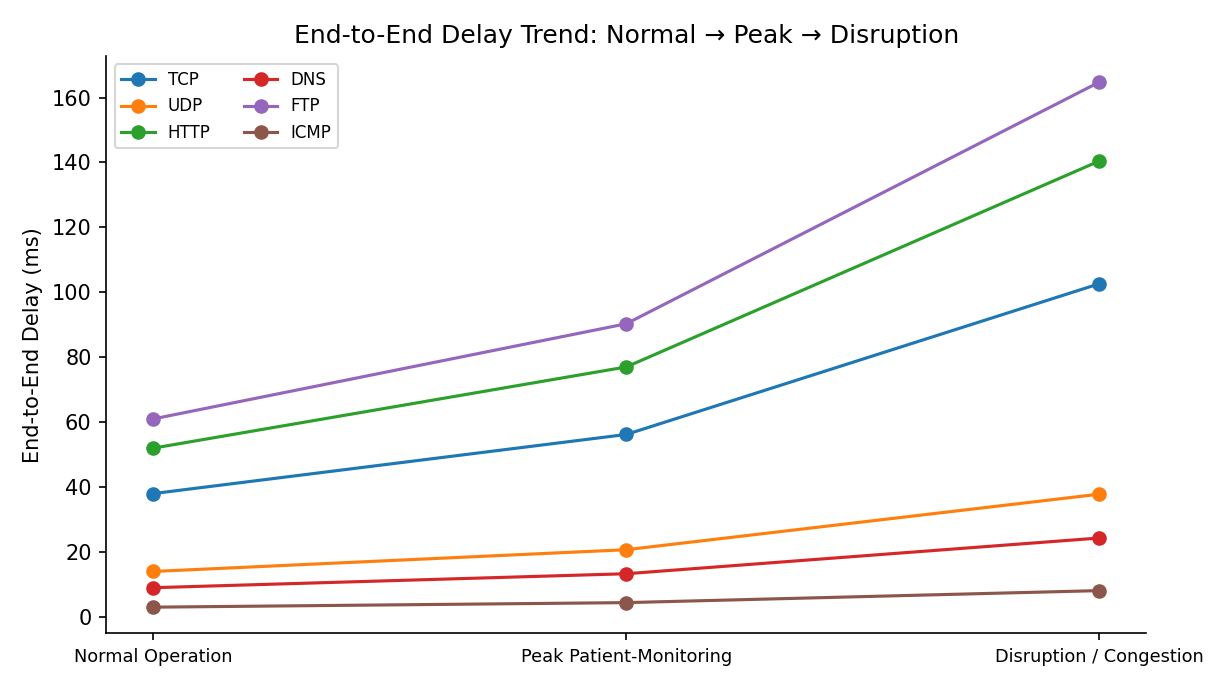 End-to-End Delay Trend: Normal → Peak → Disruption
TCP
UDP
HTTP
DNS
FTP
ICMP
End-to-End Delay (ms)
160
140
120
100
80
60
40
20
0
Normal Operation
Peak Patient-Monitoring
Disruption / Congestion